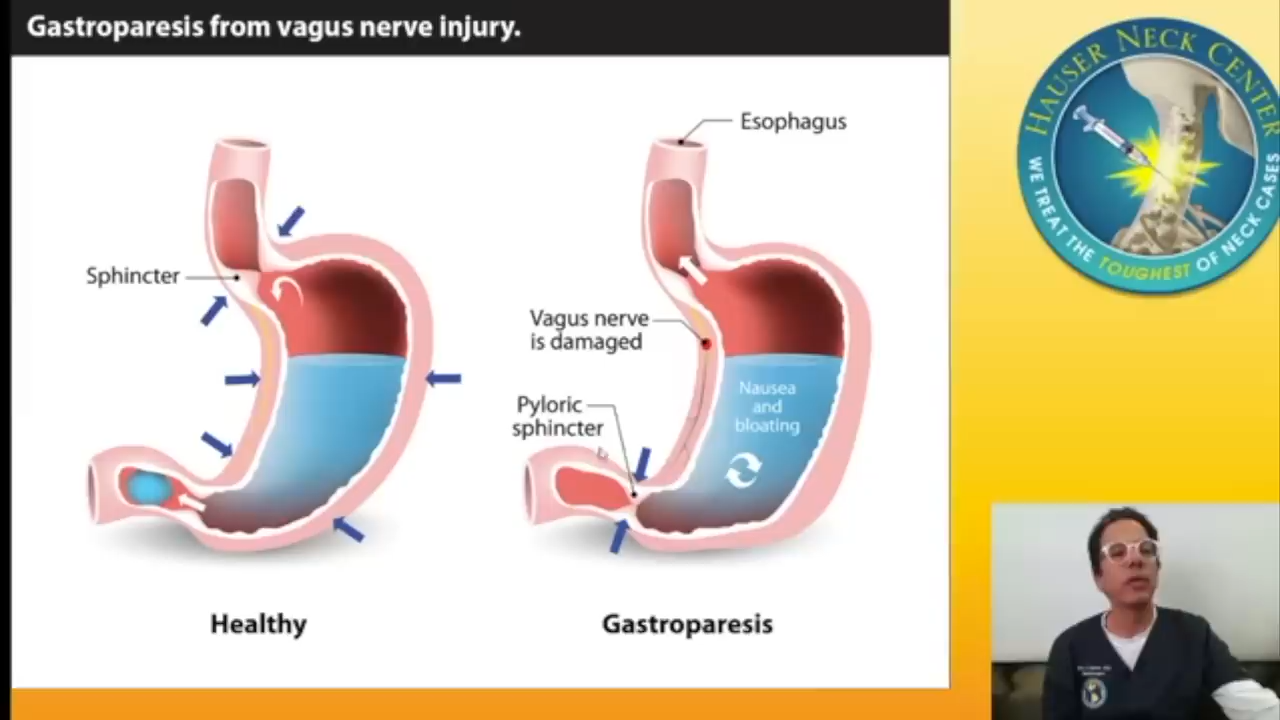 Gastroparesis from vagus nerve injury.
Esophagus
Sphincter
Vagus nerve
is damaged
Pyloric
sphincter
Nausea
and
bloating
Healthy
Gastroparesis
HAUSER NECK CENTER
WE TREAT THE TOUGHEST OF NECK CASES